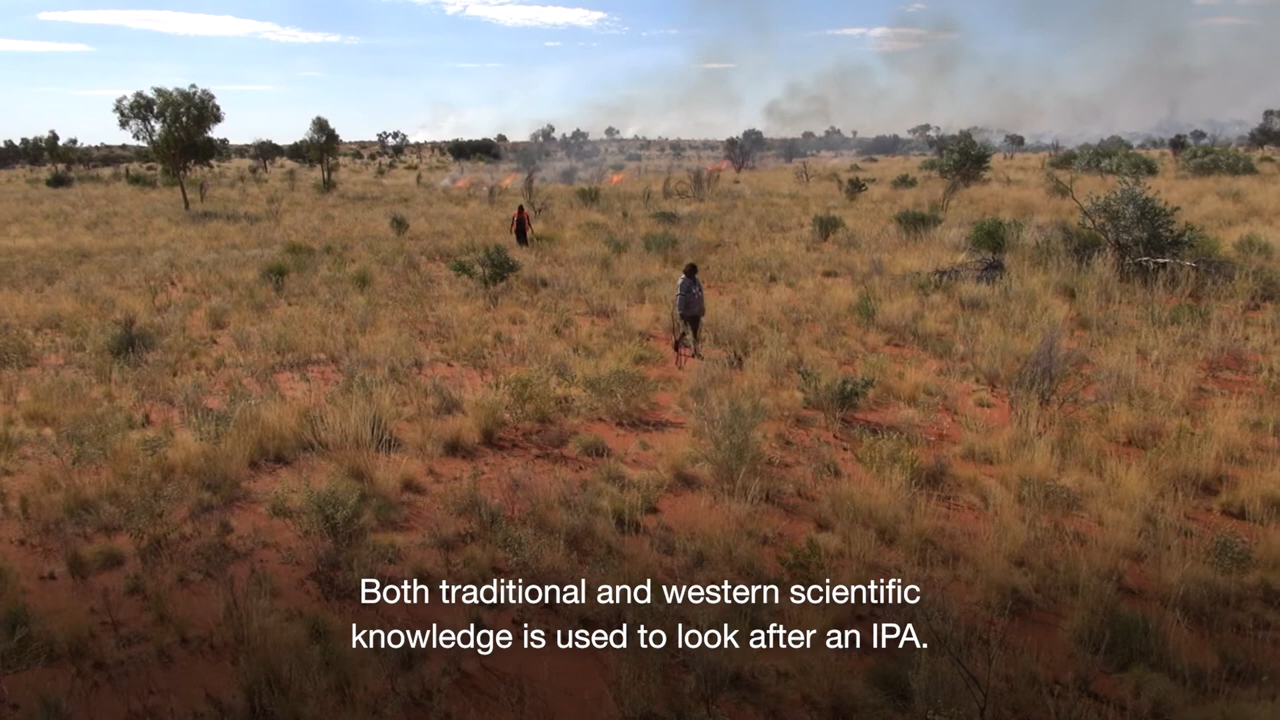 Both traditional and western scientific
knowledge is used to look after an IPA.